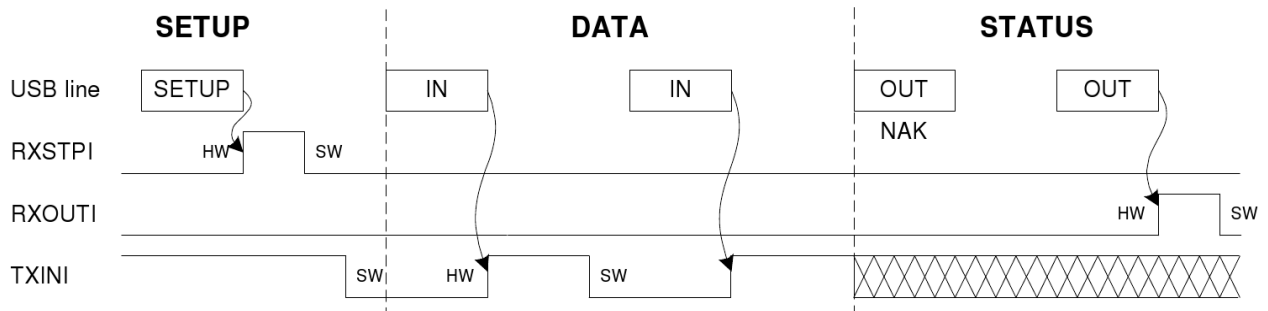 SETUP DATA STATUS
USB line SETUP IN IN OUT OUT
NAK
RXSTPI HW SW
RXOUTI HW SW
TXINI SW HW SW